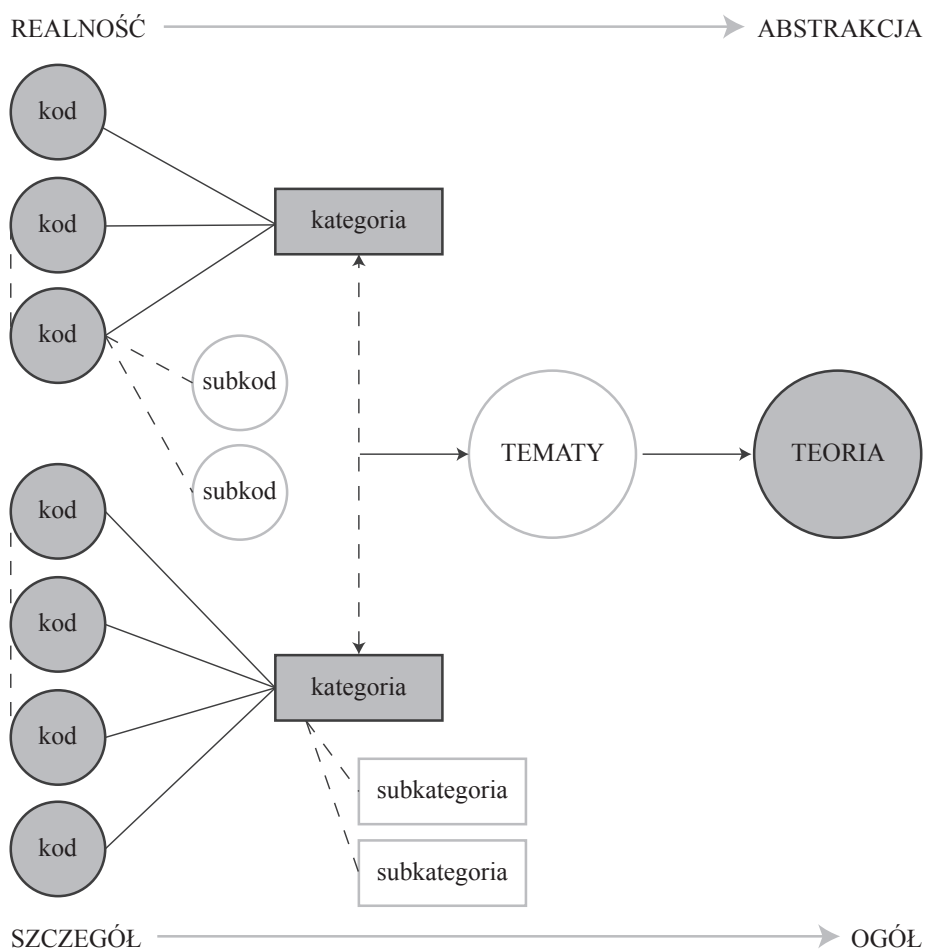 REALNOŚĆ
ABSTRAKCJA
kod
kod
kategoria
kod
subkod
subkod
TEMATY
TEORIA
kod
kod
kategoria
kod
subkategoria
kod
subkategoria
SZCZEGÓŁ
OGÓŁ